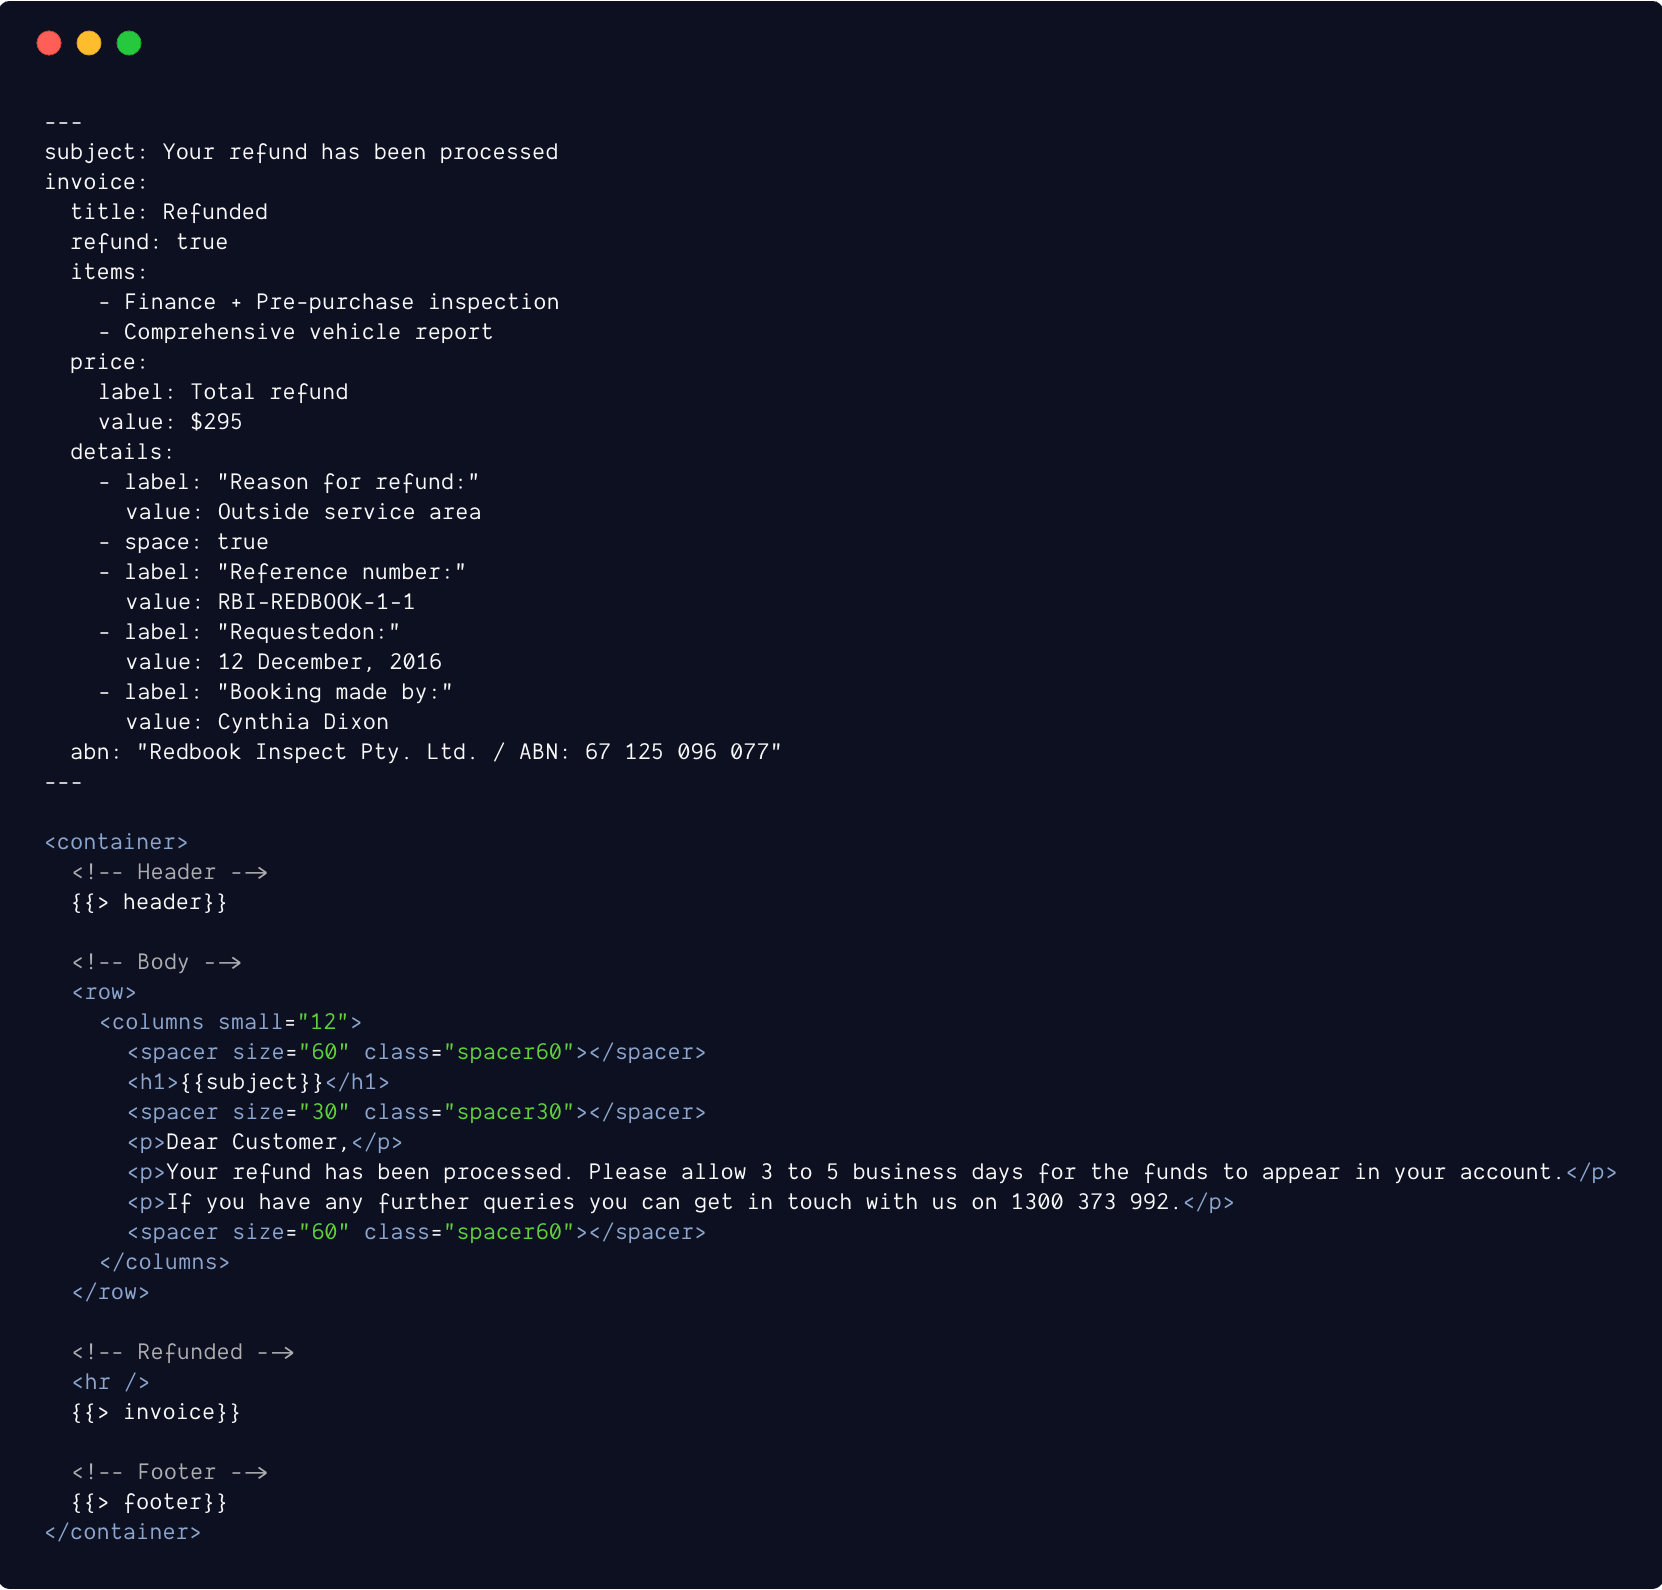 ---
subject: Your refund has been processed
invoice:
  title: Refunded
  refund: true
  items:
    - Finance + Pre-purchase inspection
    - Comprehensive vehicle report
  price:
    label: Total refund
    value: $295
  details:
    - label: "Reason for refund:"
      value: Outside service area
    - space: true
    - label: "Reference number:"
      value: RBI-REDBOOK-1-1
    - label: "Requestedon:"
      value: 12 December, 2016
    - label: "Booking made by:"
      value: Cynthia Dixon
  abn: "Redbook Inspect Pty. Ltd. / ABN: 67 125 096 077"
---

<container>
  <!-- Header -->
  {{> header}}

  <!-- Body -->
  <row>
    <columns small="12">
      <spacer size="60" class="spacer60"></spacer>
      <h1>{{subject}}</h1>
      <spacer size="30" class="spacer30"></spacer>
      <p>Dear Customer,</p>
      <p>Your refund has been processed. Please allow 3 to 5 business days for the funds to appear in your account.</p>
      <p>If you have any further queries you can get in touch with us on 1300 373 992.</p>
      <spacer size="60" class="spacer60"></spacer>
    </columns>
  </row>

  <!-- Refunded -->
  <hr />
  {{> invoice}}

  <!-- Footer -->
  {{> footer}}
</container>